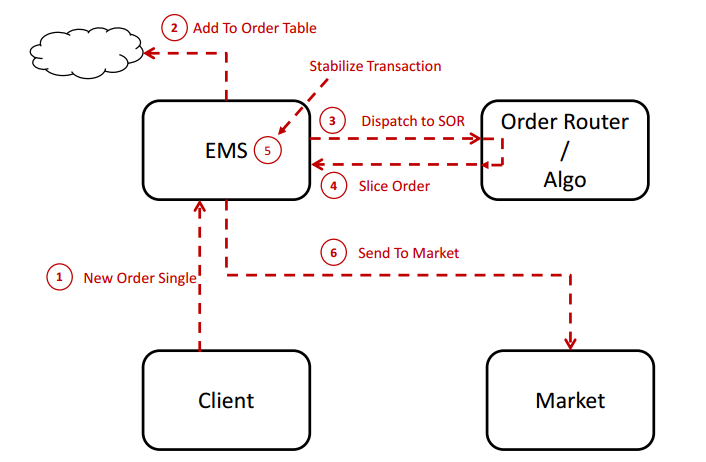 2 Add To Order Table
Stabilize Transaction
3 Dispatch to SOR
Order Router
/
Algo
EMS 5
4 Slice Order
6 Send To Market
1 New Order Single
Client
Market